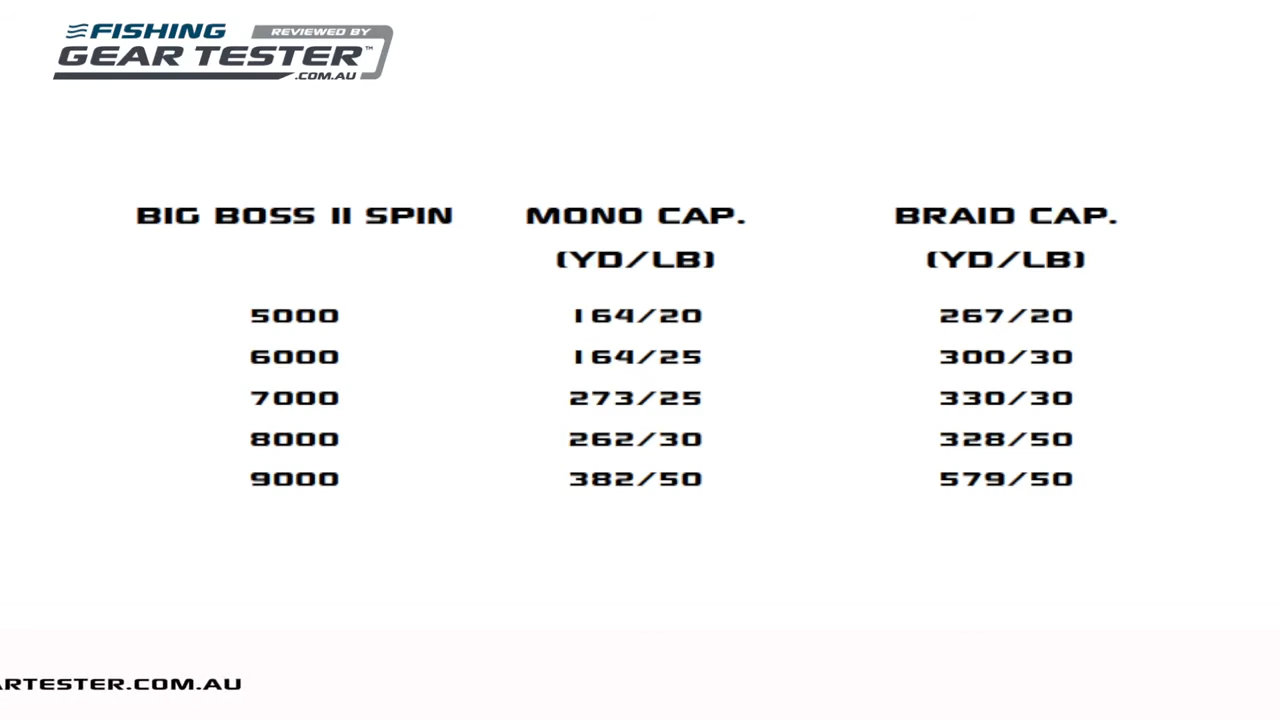 FISHING REVIEWED BY
GEAR TESTER™
.COM.AU
BIG BOSS II SPIN MONO CAP. BRAID CAP.
(YD/LB) (YD/LB)
5000 164/20 267/20
6000 164/25 300/30
7000 273/25 330/30
8000 262/30 328/50
9000 382/50 579/50
ARTESTER.COM.AU